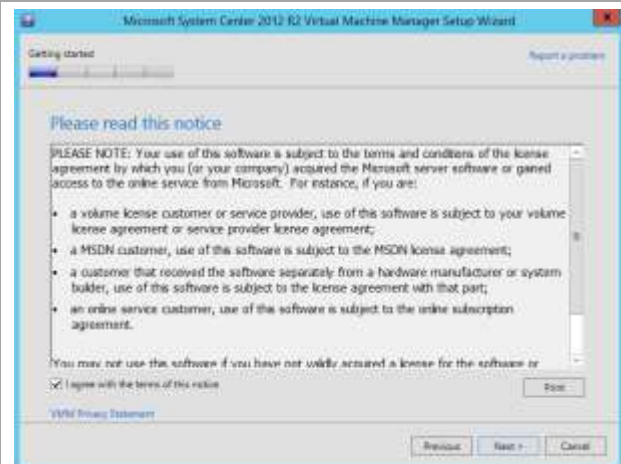 Microsoft System Center 2012 R2 Virtual Machine Manager Setup Wizard
Getting started
Report a problem
Please read this notice
PLEASE NOTE: Your use of this software is subject to the terms and conditions of the license
agreement by which you (or your company) acquired the Microsoft server software or gained
access to the online service from Microsoft. For instance, if you are:
• a volume license customer or service provider, use of this software is subject to your volume
license agreement or service provider license agreement;
• a MSDN customer, use of this software is subject to the MSDN license agreement;
• a customer that received the software separately from a hardware manufacturer or system
builder, use of this software is subject to the license agreement with that part;
• an online service customer, use of this software is subject to the online subscription
agreement.
You may not use this software if you have not validly acquired a license for the software or
I agree with the terms of this notice
Print
VMM Privacy Statement
Previous
Next >
Cancel